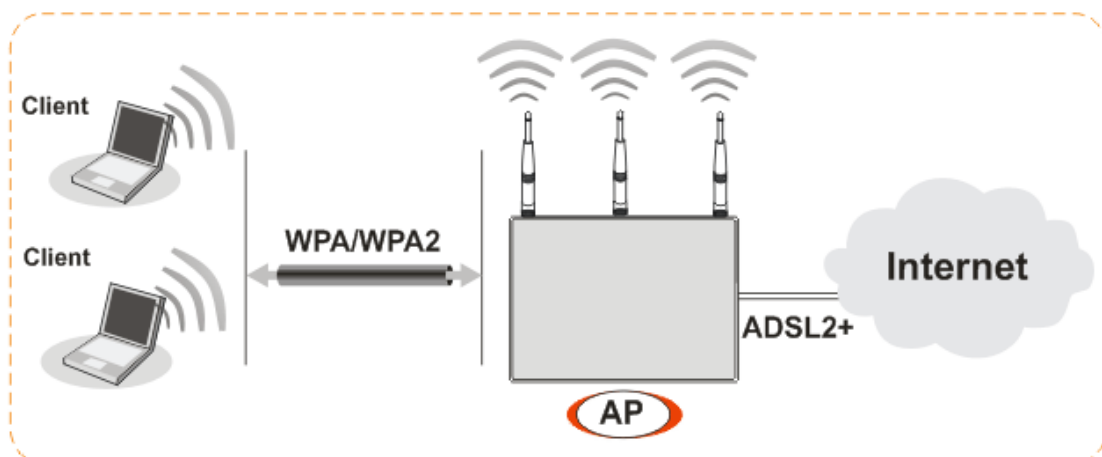 Client
Client
WPA/WPA2
AP
ADSL2+
Internet